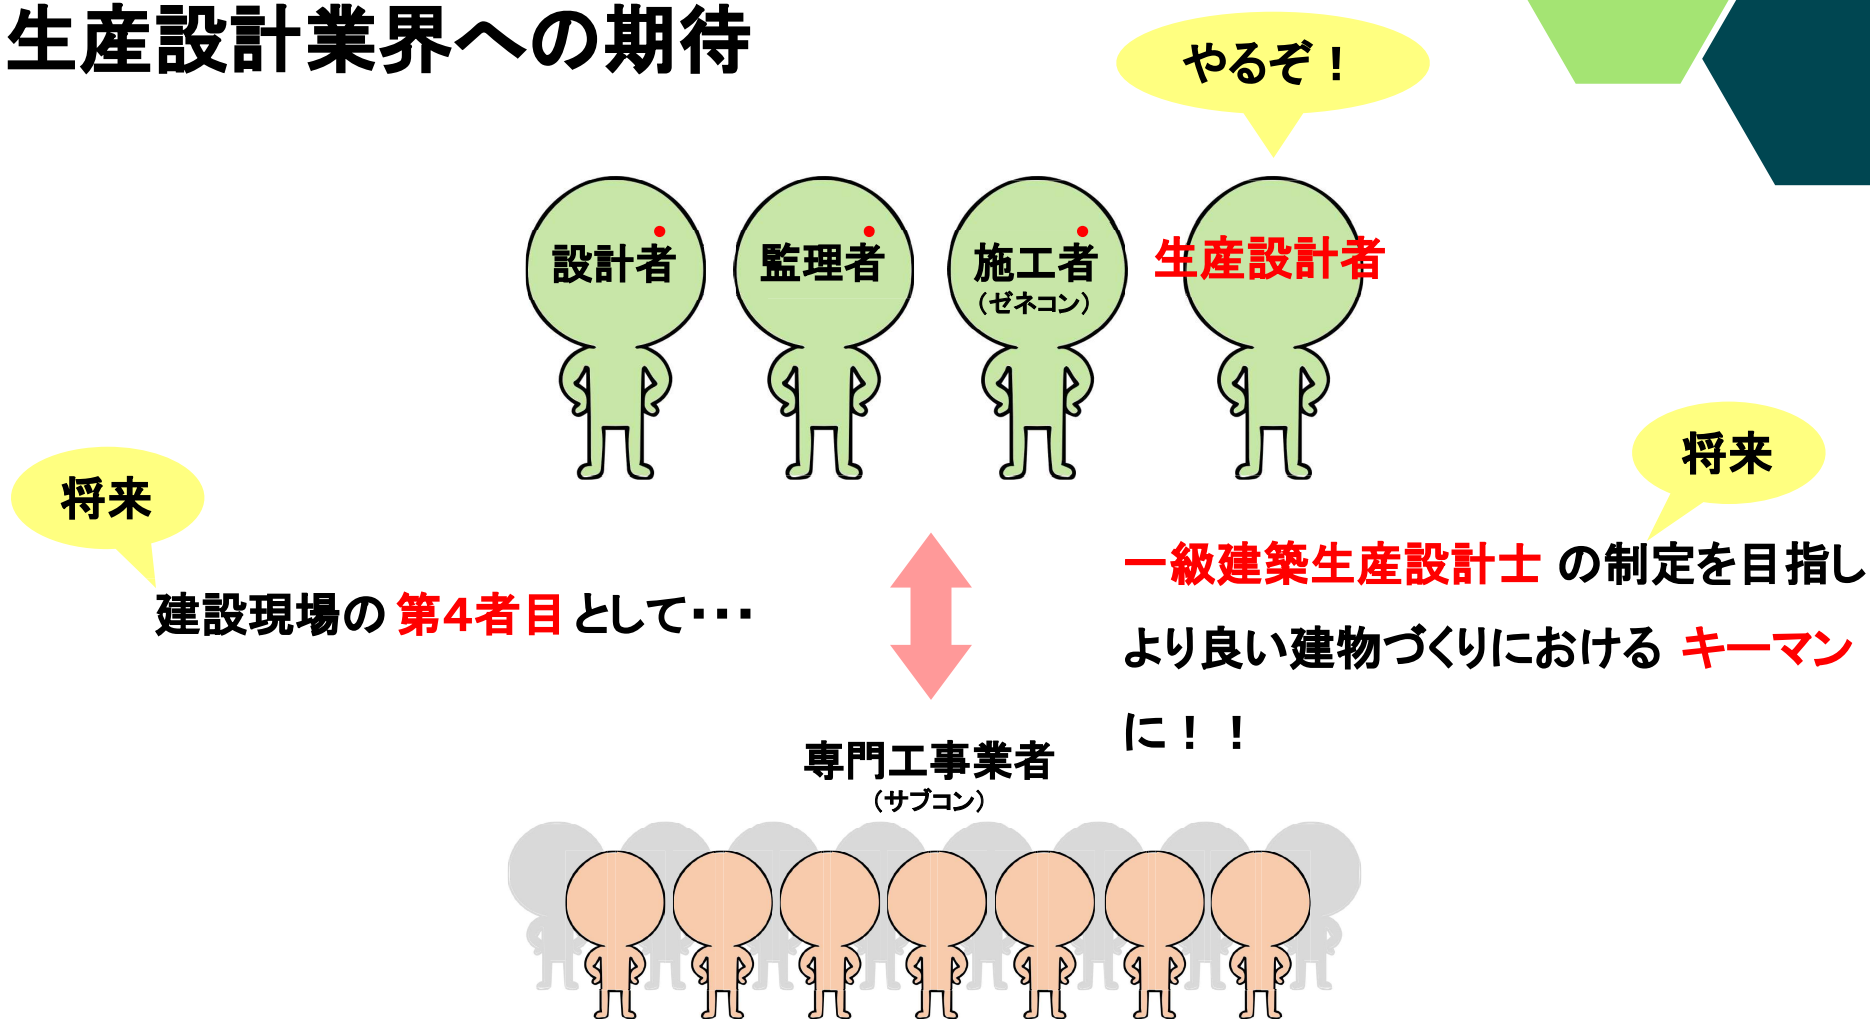 生産設計業界への期待
やるぞ！
設計者
監理者
施工者
（ゼネコン）
生産設計者
将来
建設現場の 第4者目 として・・・
将来
一級建築生産設計士 の制定を目指し
より良い建物づくりにおける キーマン
に！！
専門工事業者
（サブコン）